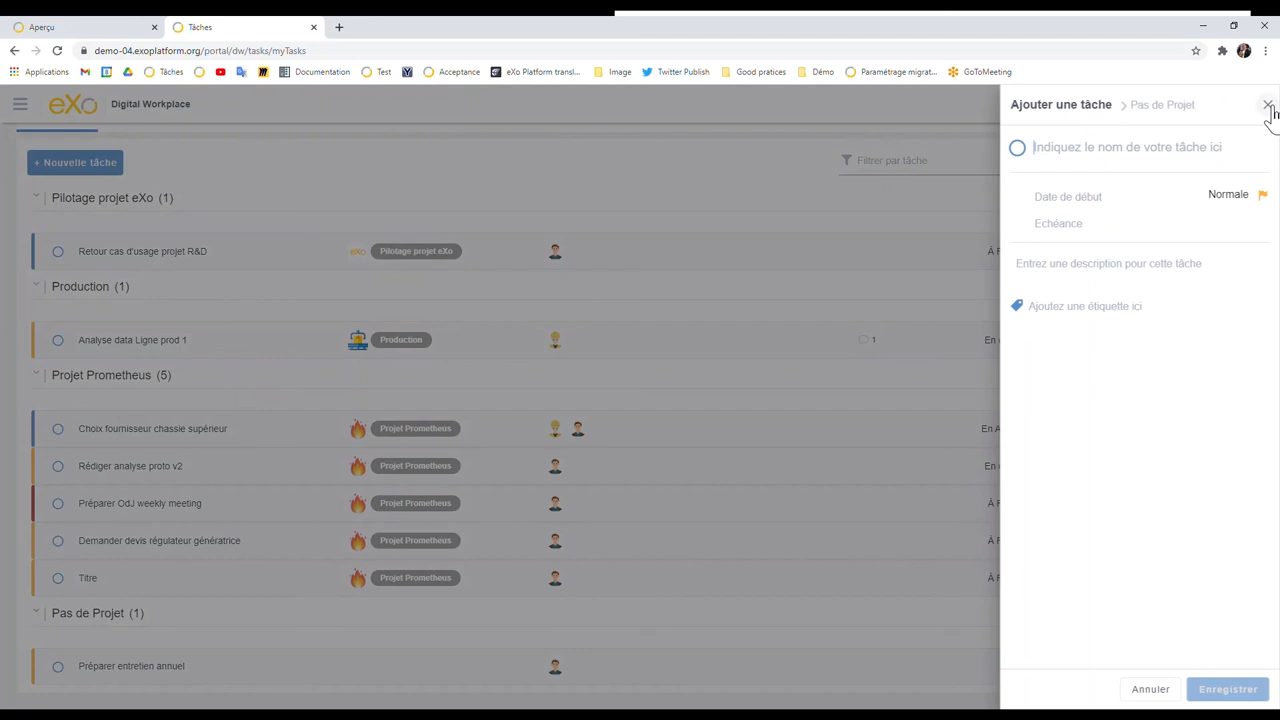 Aperçu
Tâches
demo-04.exoplatform.org/portal/dw/tasks/myTasks
Applications
Tâches
Documentation
Test
Acceptance
eXo Platform transl...
Image
Twitter Publish
Good pratices
Démo
Paramétrage migrat...
GoToMeeting
eXo Digital Workplace
Ajouter une tâche
Pas de Projet
+ Nouvelle tâche
Filtrer par tâche
Indiquez le nom de votre tâche ici
Date de début
Normale
Echéance
Entrez une description pour cette tâche
Ajoutez une étiquette ici
Pilotage projet eXo (1)
Retour cas d'usage projet R&D
eXo
Pilotage projet eXo
À F
Production (1)
Analyse data Ligne prod 1
Production
1
En
Projet Prometheus (5)
Choix fournisseur chassie supérieur
Projet Prometheus
En A
Rédiger analyse proto v2
Projet Prometheus
En
Préparer OdJ weekly meeting
Projet Prometheus
À F
Demander devis régulateur génératrice
Projet Prometheus
À F
Titre
Projet Prometheus
À F
Pas de Projet (1)
Préparer entretien annuel
Annuler
Enregistrer